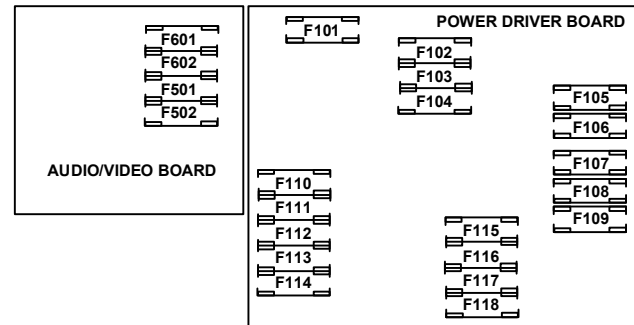 F601
F602
F501
F502
AUDIO/VIDEO BOARD
POWER DRIVER BOARD
F101
F102
F103
F104
F105
F106
F107
F108
F109
F110
F111
F112
F113
F114
F115
F116
F117
F118